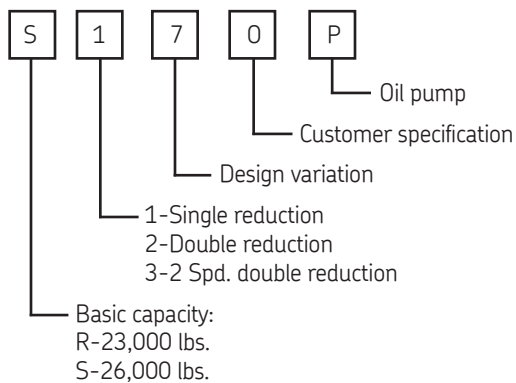 S 1 7 0 P
Oil pump
Customer specification
Design variation
1-Single reduction
2-Double reduction
3-2 Spd. double reduction
Basic capacity:
R-23,000 lbs.
S-26,000 lbs.